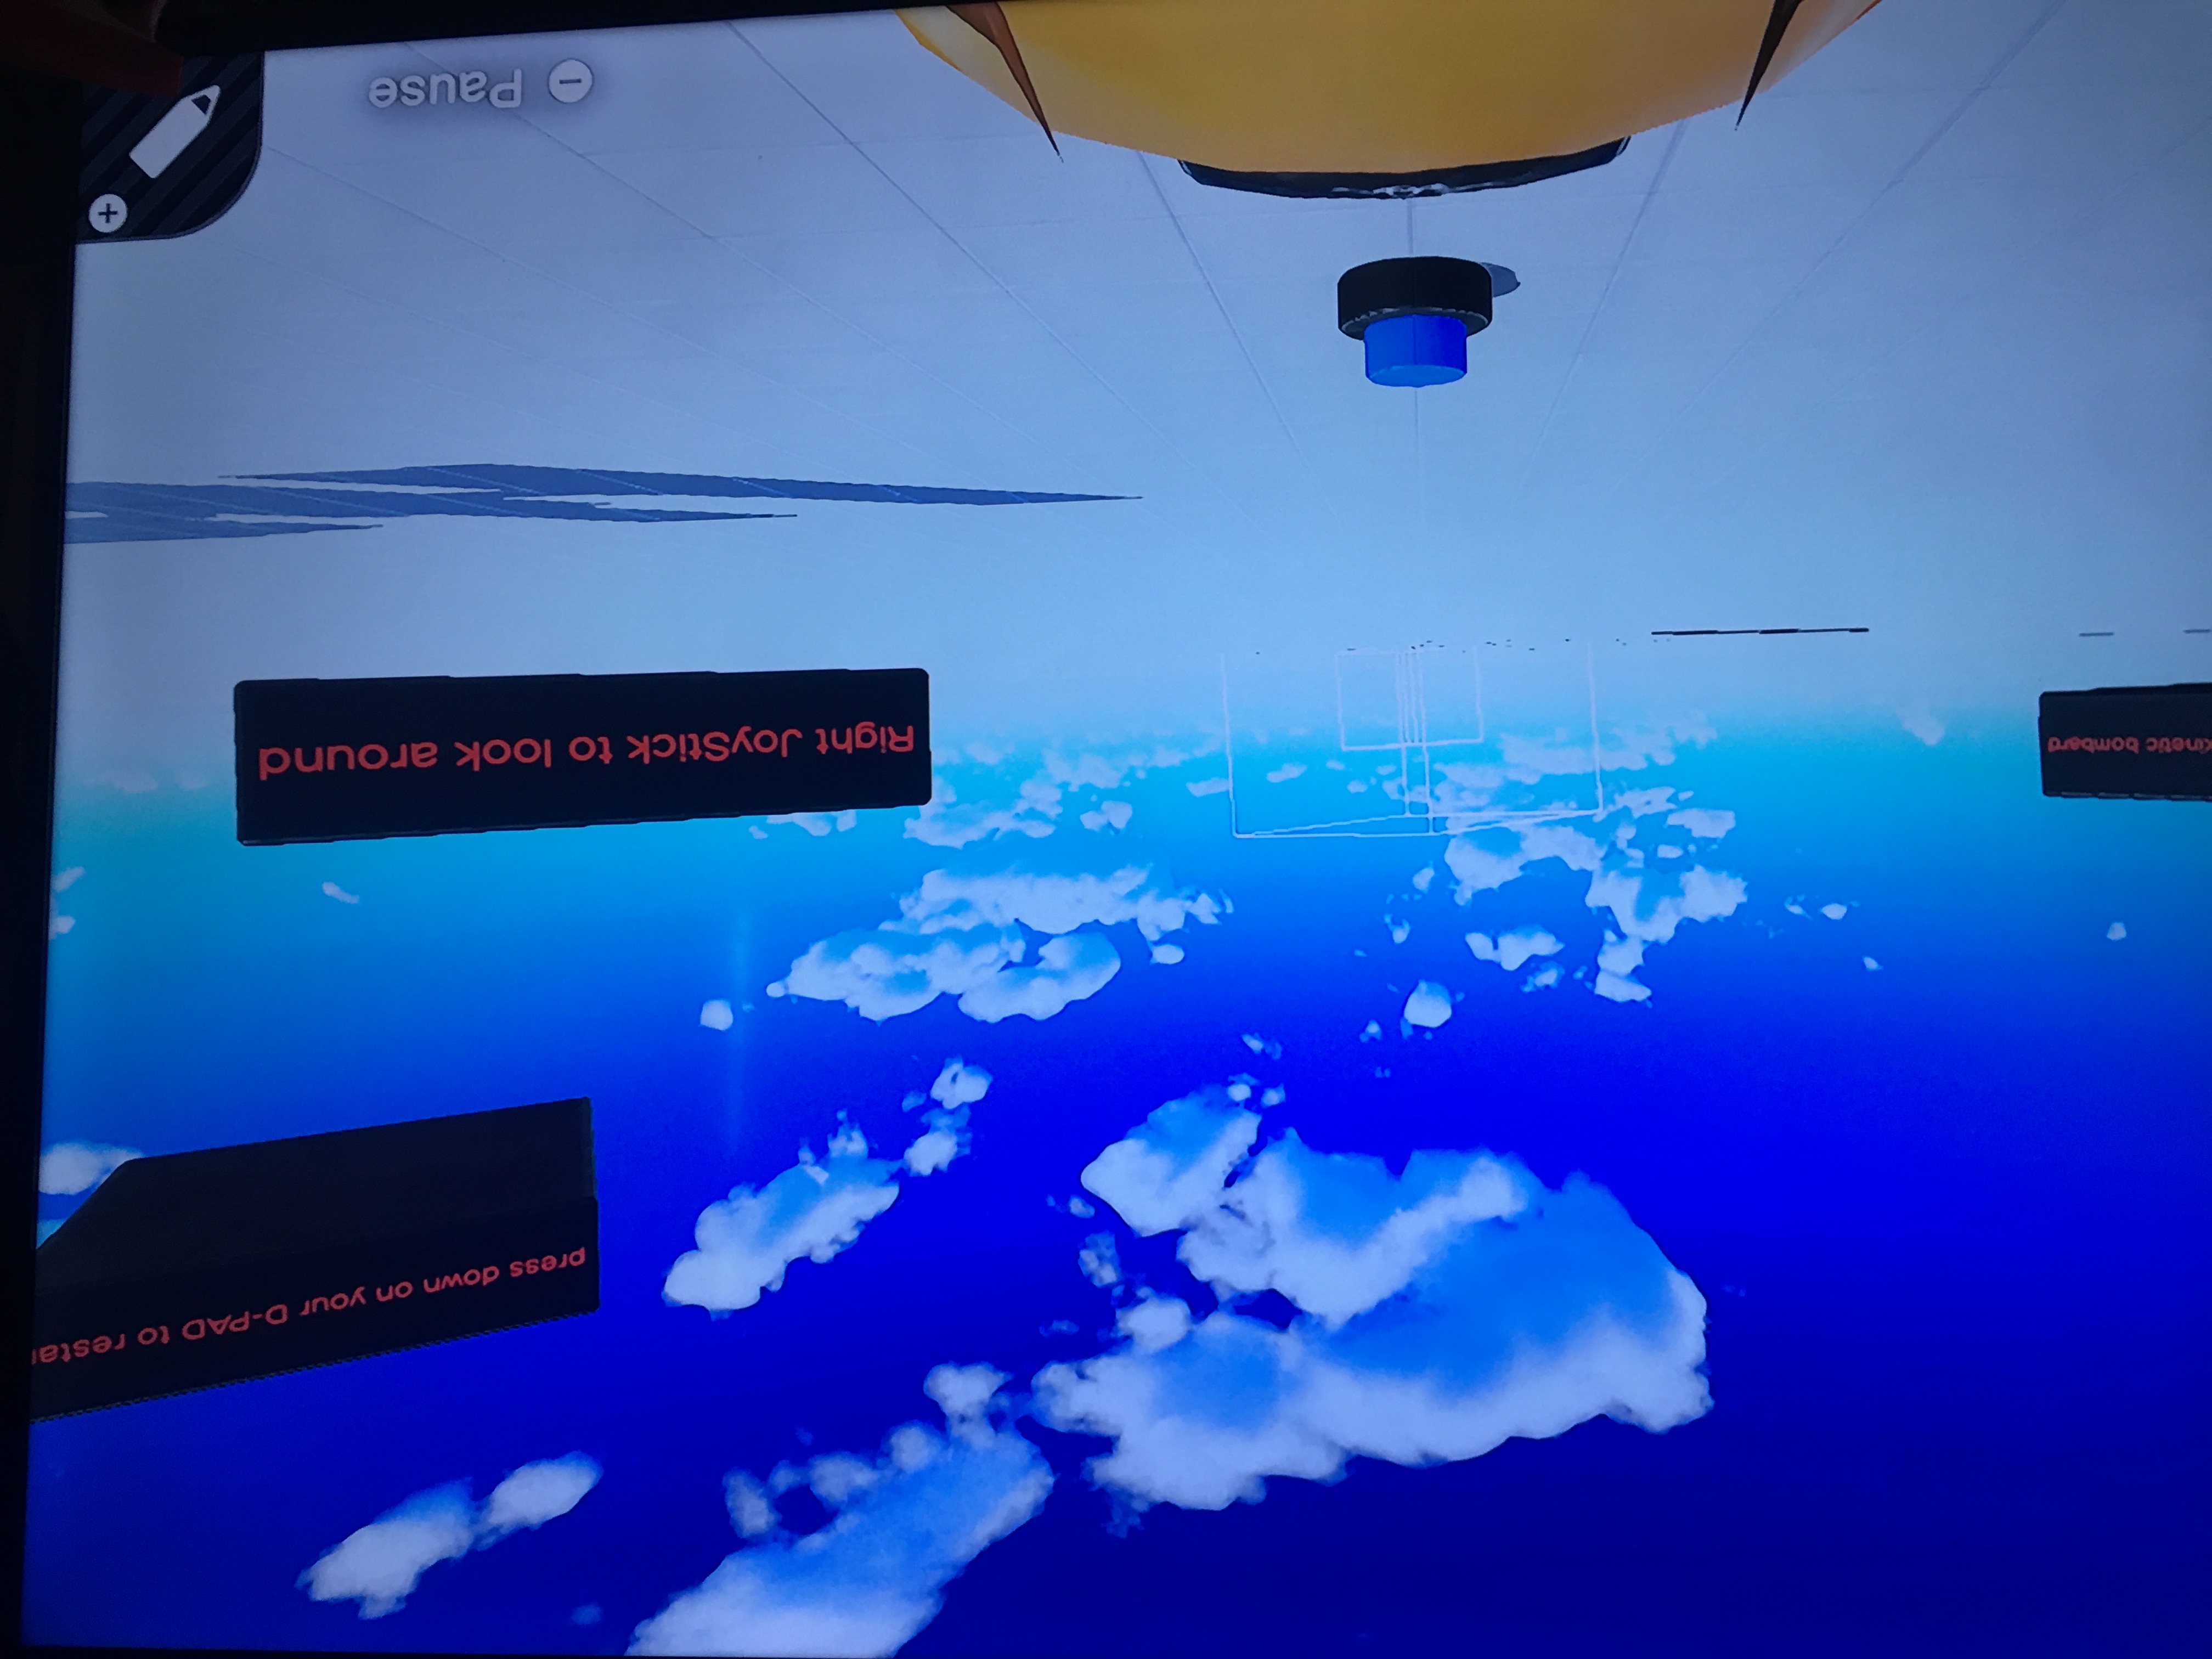 press down on your D-PAD to resta
kinetic bombard
Right JoyStick to look around
Pause